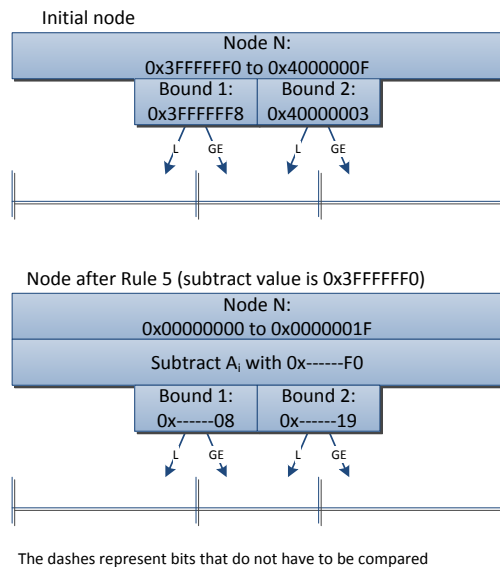 Initial node
Node N:
0x3FFFFFF0 to 0x4000000F
Bound 1: Bound 2:
0x3FFFFFF8 0x40000003
L GE L GE
Node after Rule 5 (subtract value is 0x3FFFFFF0)
Node N:
0x00000000 to 0x0000001F
Subtract Ai with 0x------F0
Bound 1: Bound 2:
0x------08 0x------19
L GE L GE
The dashes represent bits that do not have to be compared